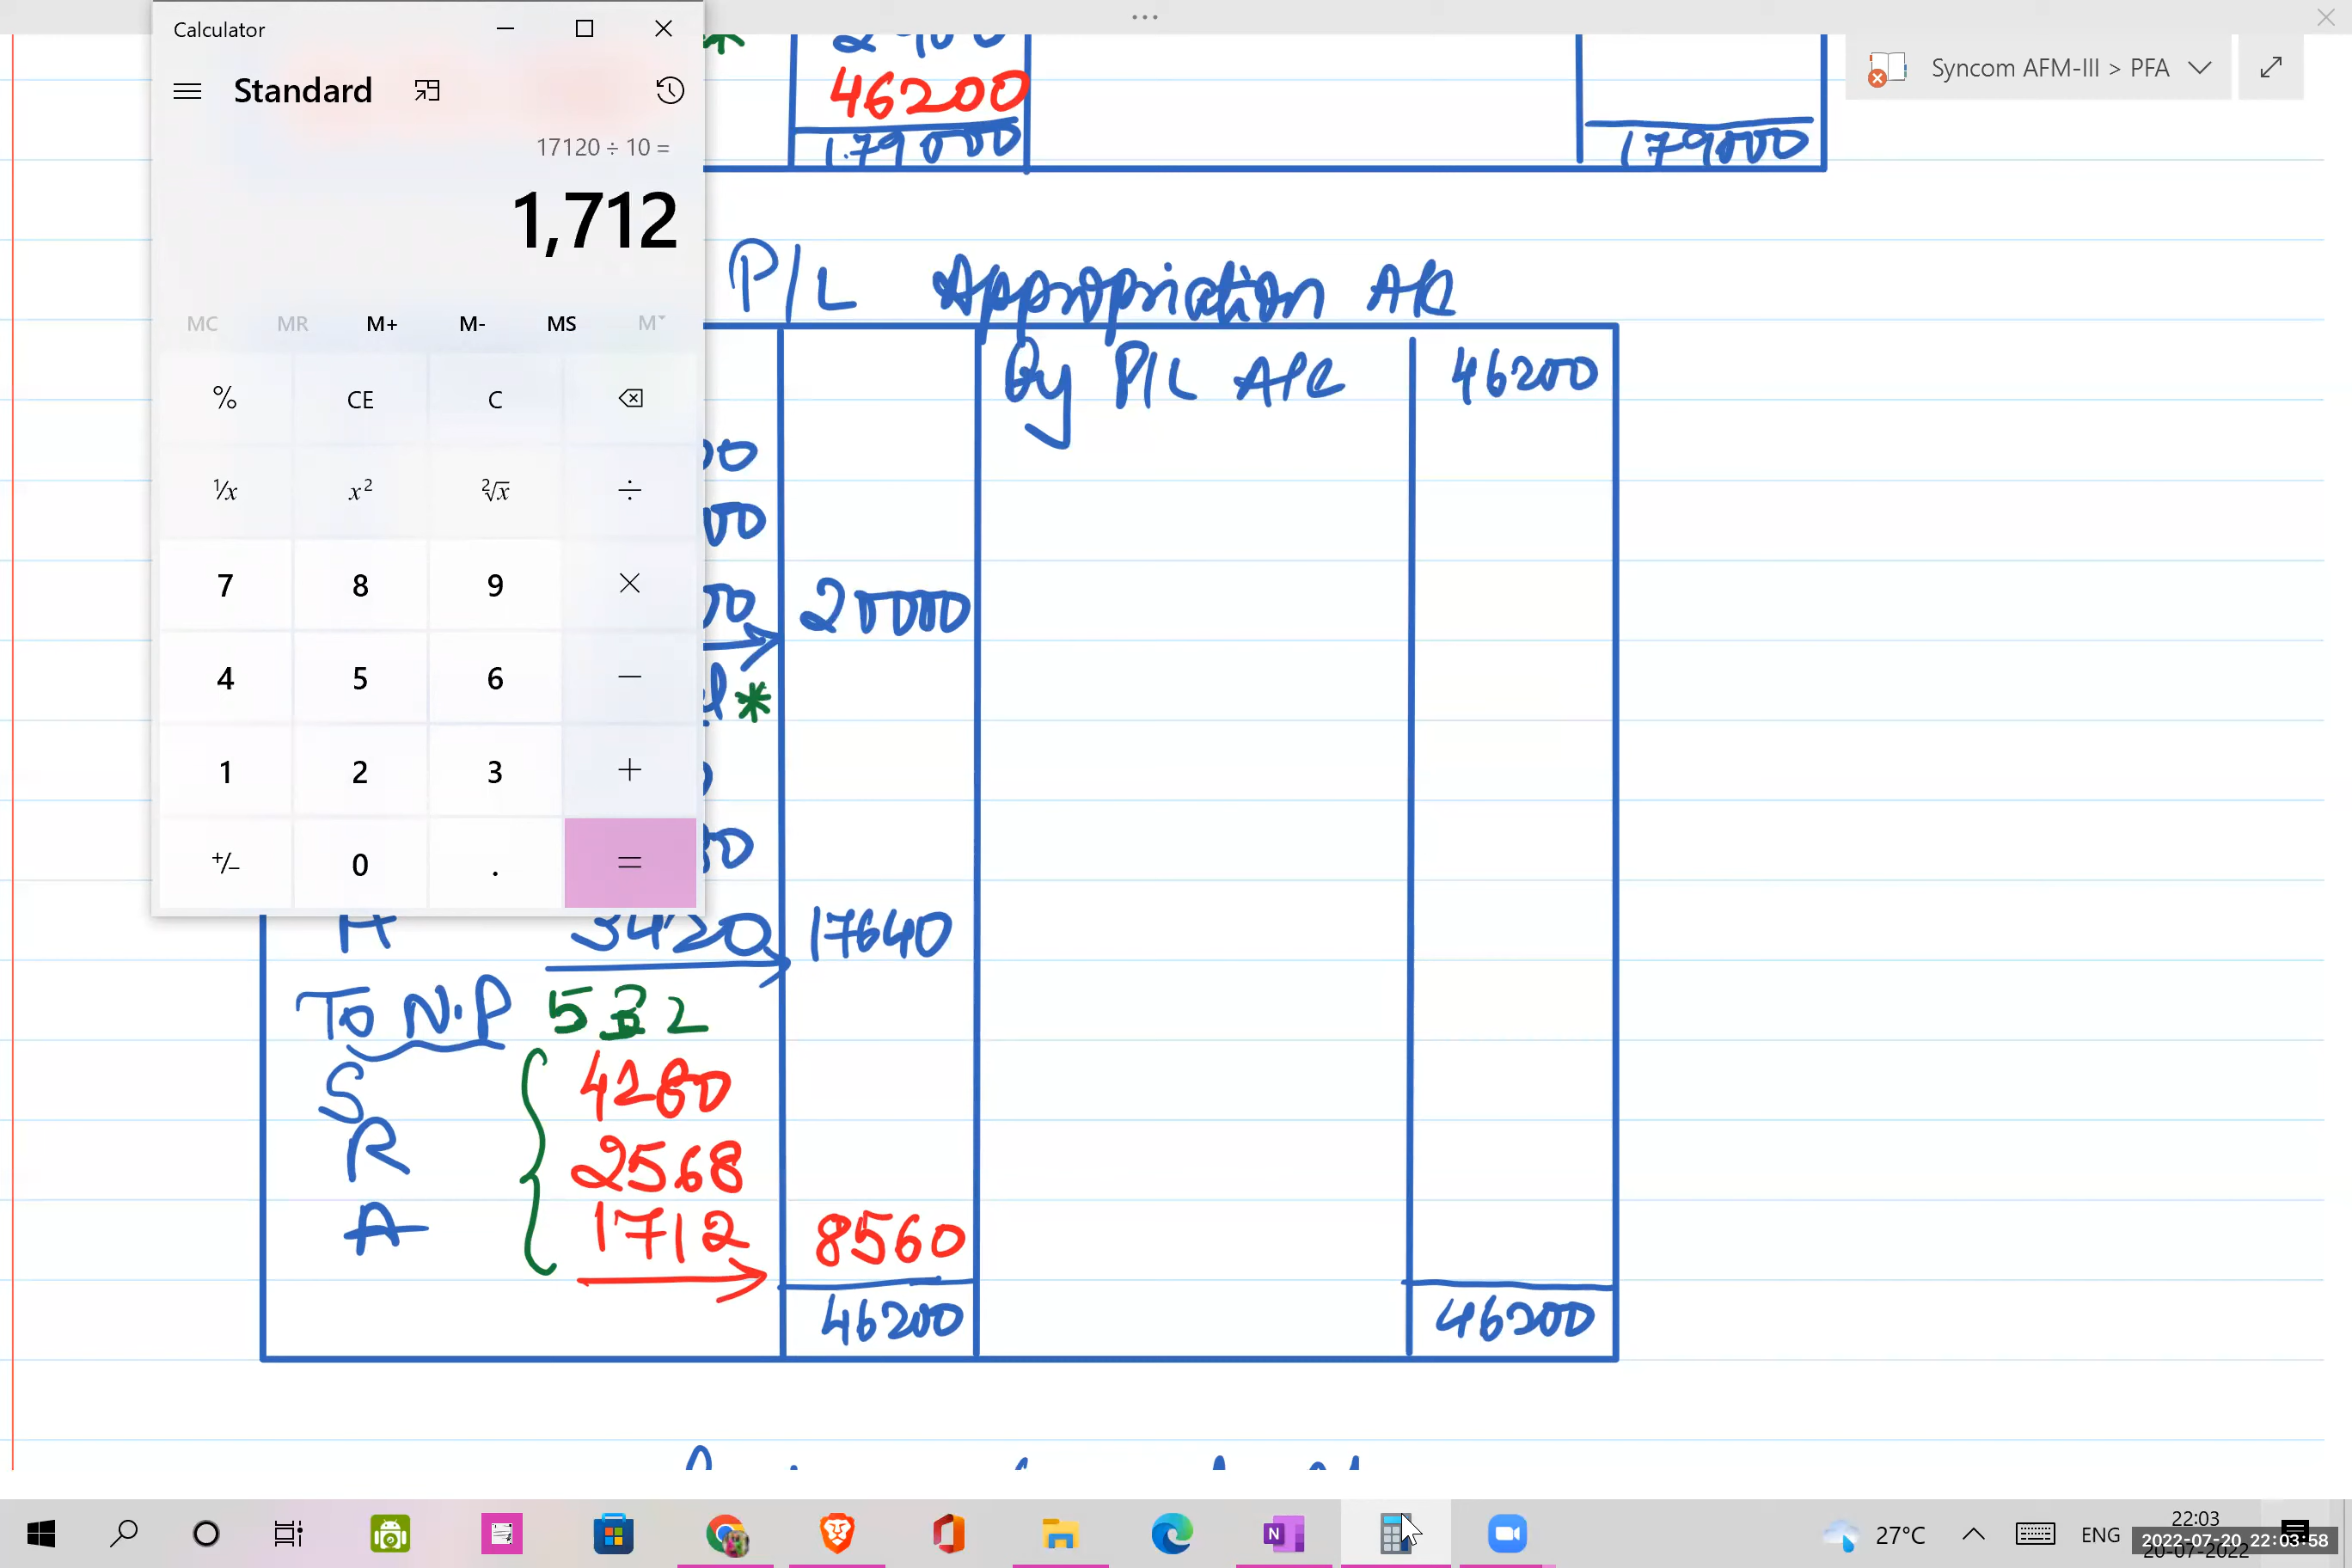 Calculator
Standard
17120 ÷ 10 =
1,712
MC MR M+ M- MS M
% CE C
¹/x x² ²√x ÷
7 8 9 ×
4 5 6 −
1 2 3 +
+/− 0 . =
46200
179000 179000
Syncom AFM-III > PFA
P/L Appropriation A/c
By P/L A/c 46200
20000
*
3420 17640
To N.P 532
S 4280
R 2568
A 1712 8560
46200 46200
27°C ENG 22:03
20-07-2022
2022-07-20 22:03:58